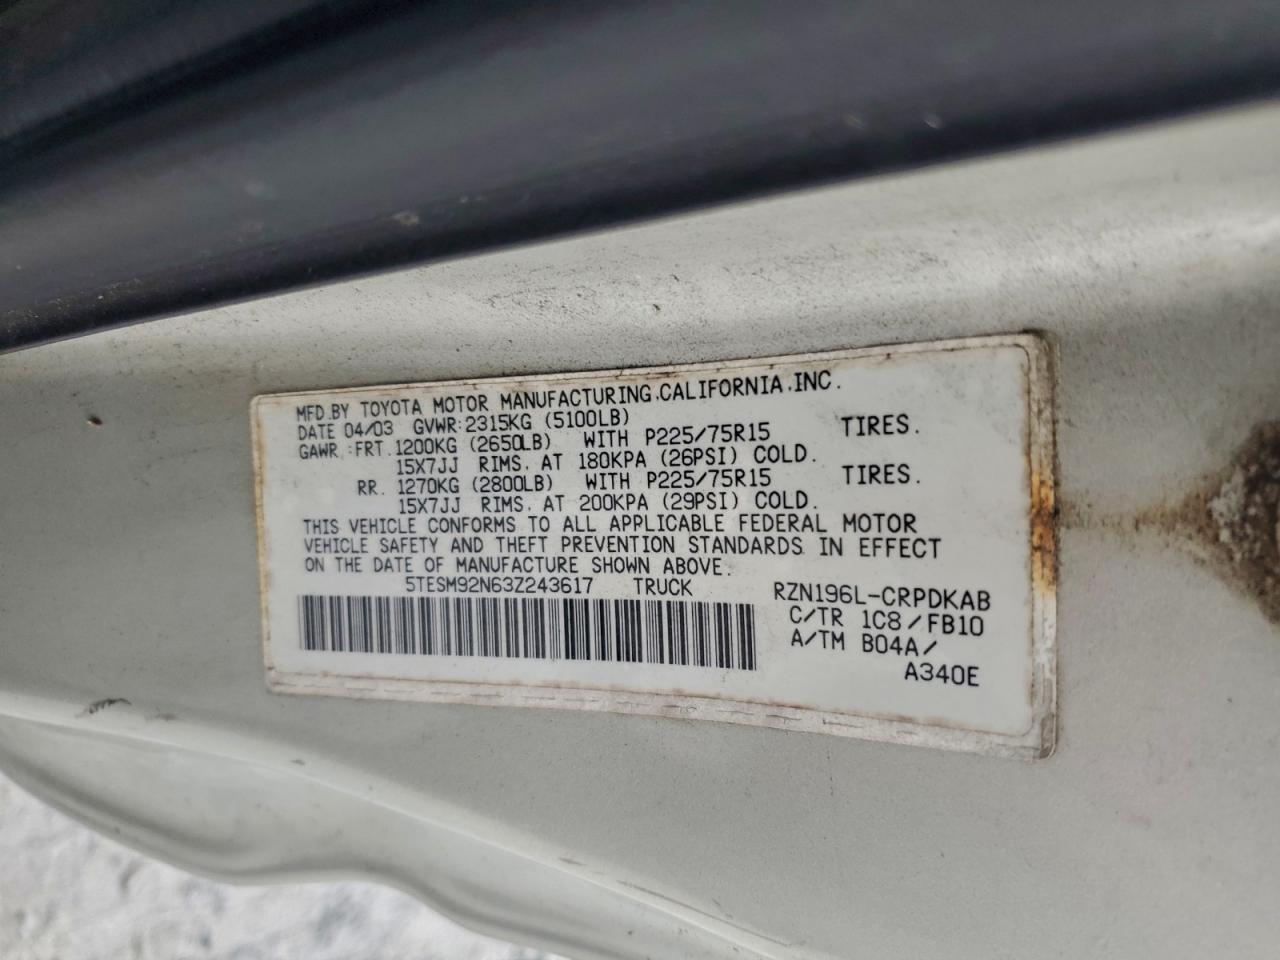 MFD.BY TOYOTA MOTOR MANUFACTURING.CALIFORNIA.INC.
DATE 04/03 GVWR:2315KG (5100LB)
GAWR:FRT.1200KG (2650LB) WITH P225/75R15 TIRES.
15X7JJ RIMS. AT 180KPA (26PSI) COLD.
RR. 1270KG (2800LB) WITH P225/75R15 TIRES.
15X7JJ RIMS. AT 200KPA (29PSI) COLD.
THIS VEHICLE CONFORMS TO ALL APPLICABLE FEDERAL MOTOR
VEHICLE SAFETY AND THEFT PREVENTION STANDARDS IN EFFECT
ON THE DATE OF MANUFACTURE SHOWN ABOVE.
5TESM92N63Z243617 TRUCK RZN196L-CRPDKAB
C/TR 1C8/FB10
A/TM B04A/
A340E